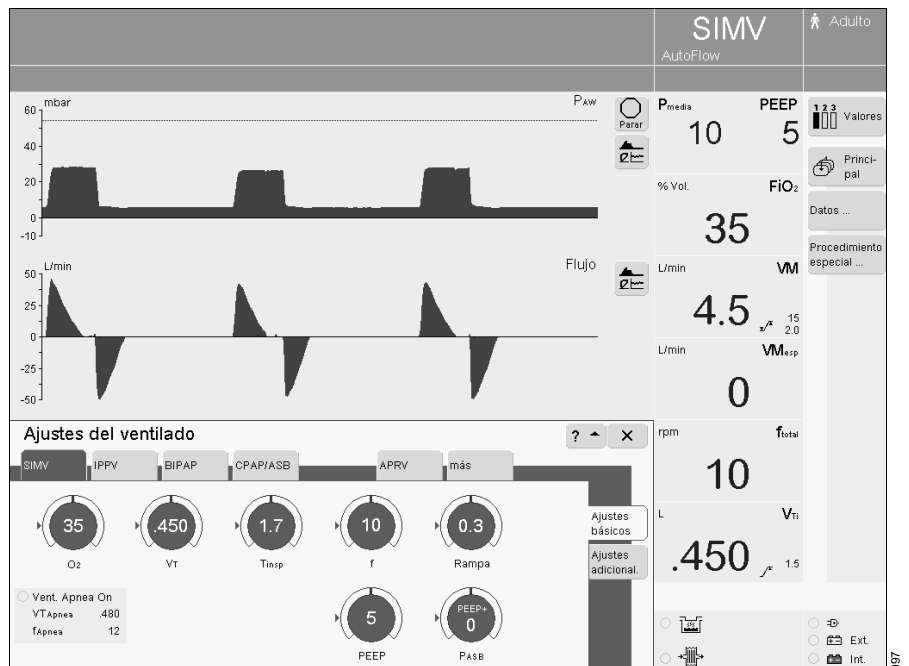 SIMV
AutoFlow
Adulto
mbar
PAW
60
40
20
0
-10
Parar
L/min
Flujo
50
25
0
-25
-50
Pmedia PEEP
10 5
% Vol. FiO2
35
L/min VM
4.5 15
2.0
L/min VMesp
0
rpm ftotal
10
L VTi
.450 1.5
1 2 3
Valores
Princi-
pal
Datos ...
Procedimiento
especial ...
Ajustes del ventilado
?
SIMV IPPV BIPAP CPAP/ASB APRV más
35 .450 1.7 10 0.3
O2 VT Tinsp f Rampa
Ajustes
básicos
Ajustes
adicional.
Vent. Apnea On
VTApnea .480
fApnea 12
5 PEEP+
0
PEEP PASB
Ext.
Int.